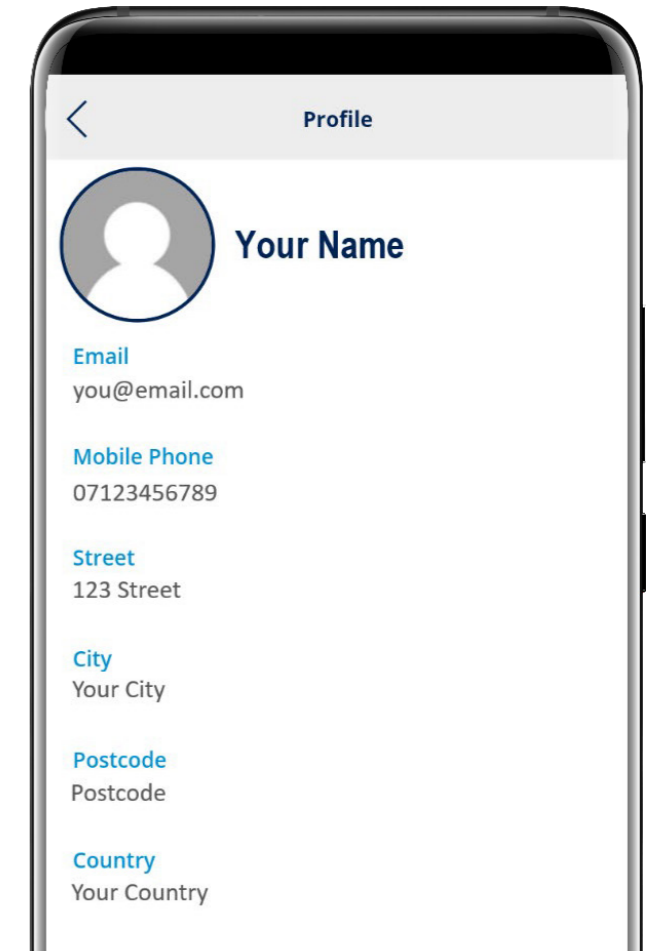 Profile
Your Name
Email
you@email.com
Mobile Phone
07123456789
Street
123 Street
City
Your City
Postcode
Postcode
Country
Your Country